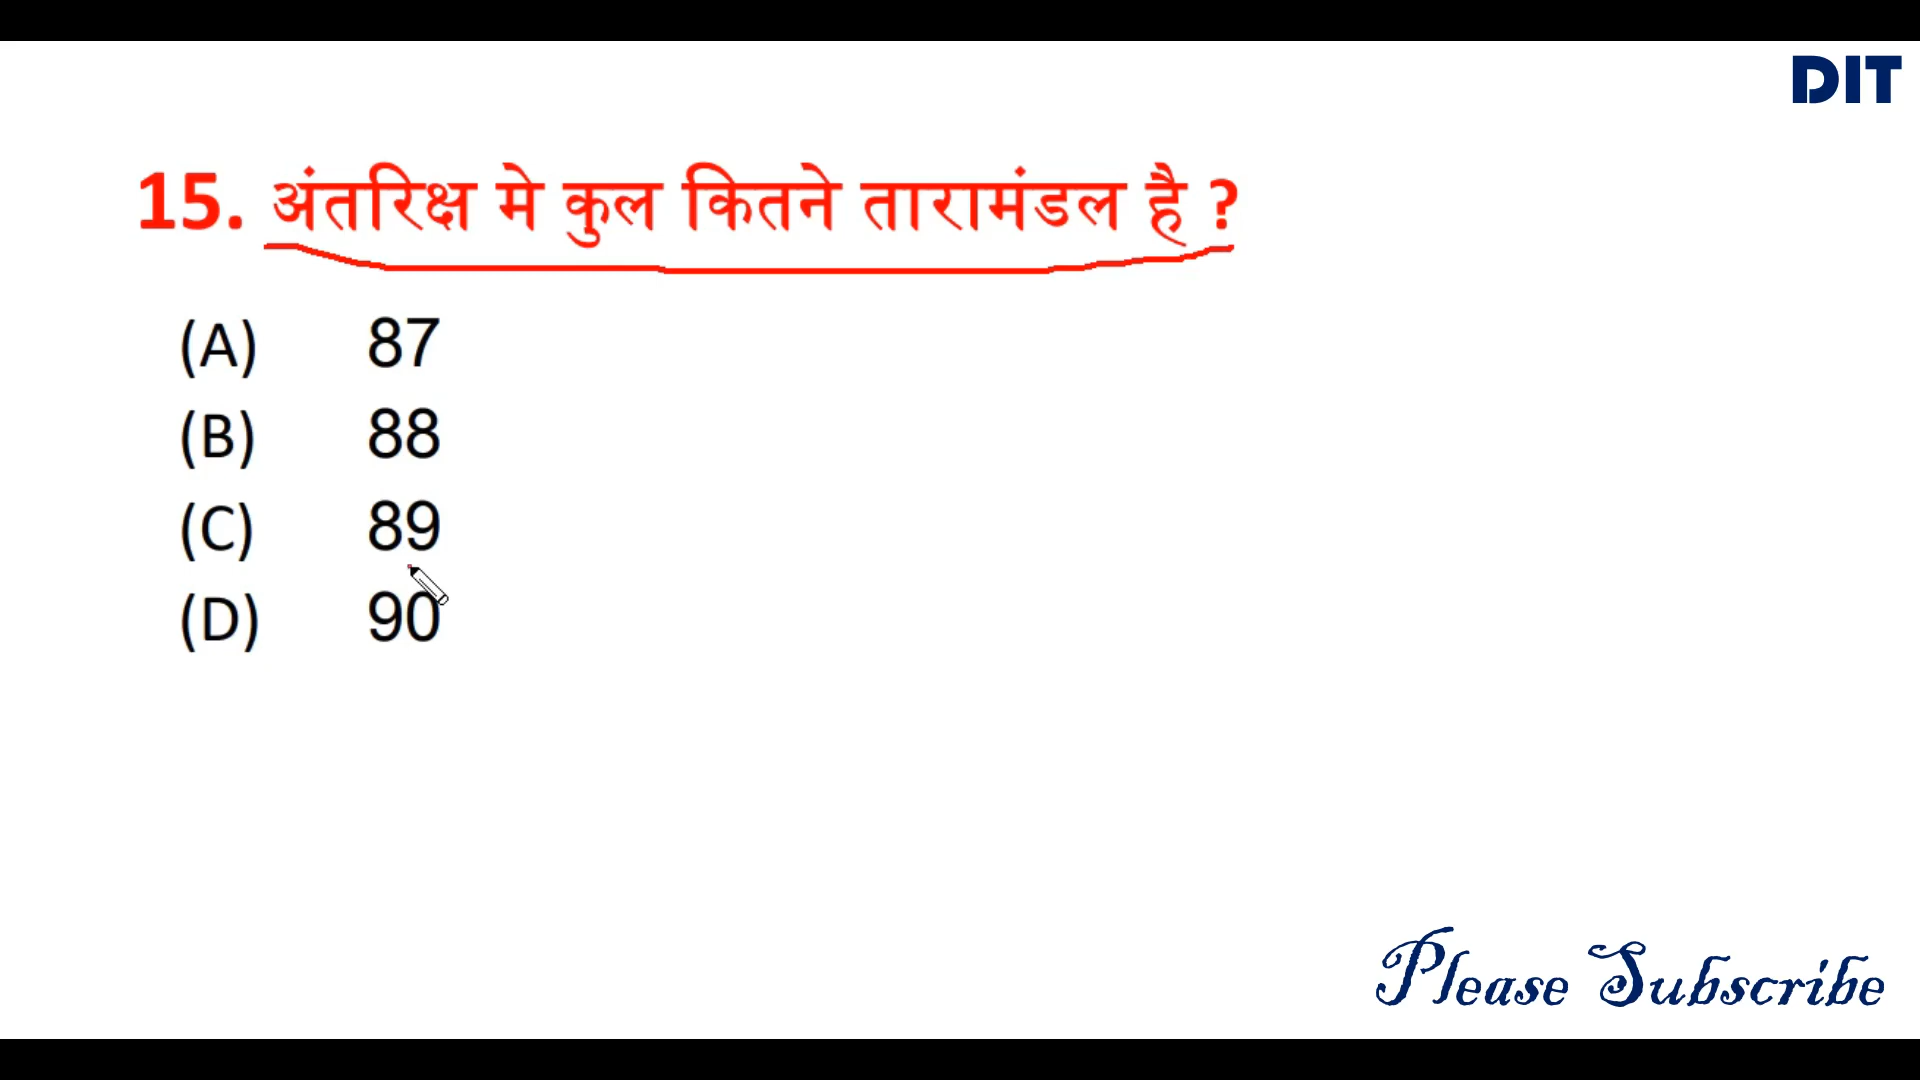 DIT
15. अंतरिक्ष मे कुल कितने तारामंडल है ?
(A) 87
(B) 88
(C) 89
(D) 90
Please Subscribe